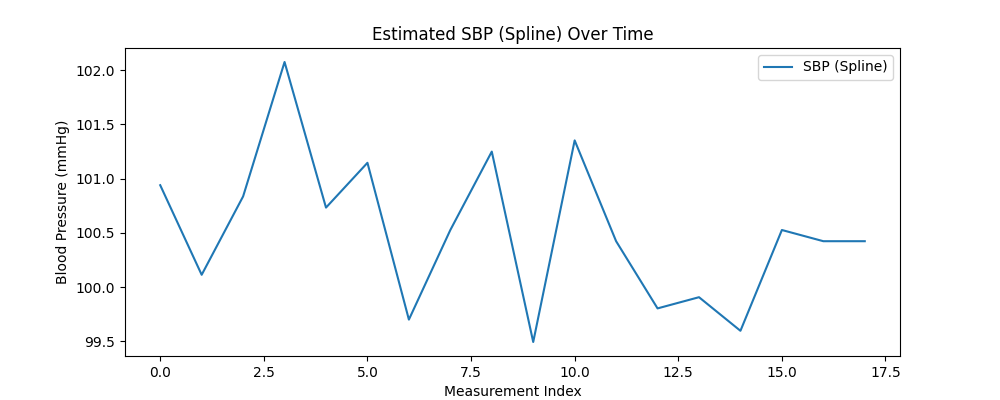 Estimated SBP (Spline) Over Time
SBP (Spline)
Blood Pressure (mmHg)
102.0
101.5
101.0
100.5
100.0
99.5
0.0 2.5 5.0 7.5 10.0 12.5 15.0 17.5
Measurement Index